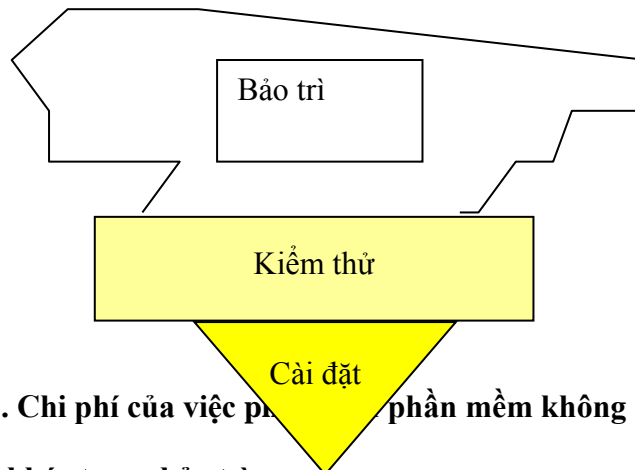 Bảo trì
Kiểm thử
Cài đặt
. Chi phí của việc phần mềm không